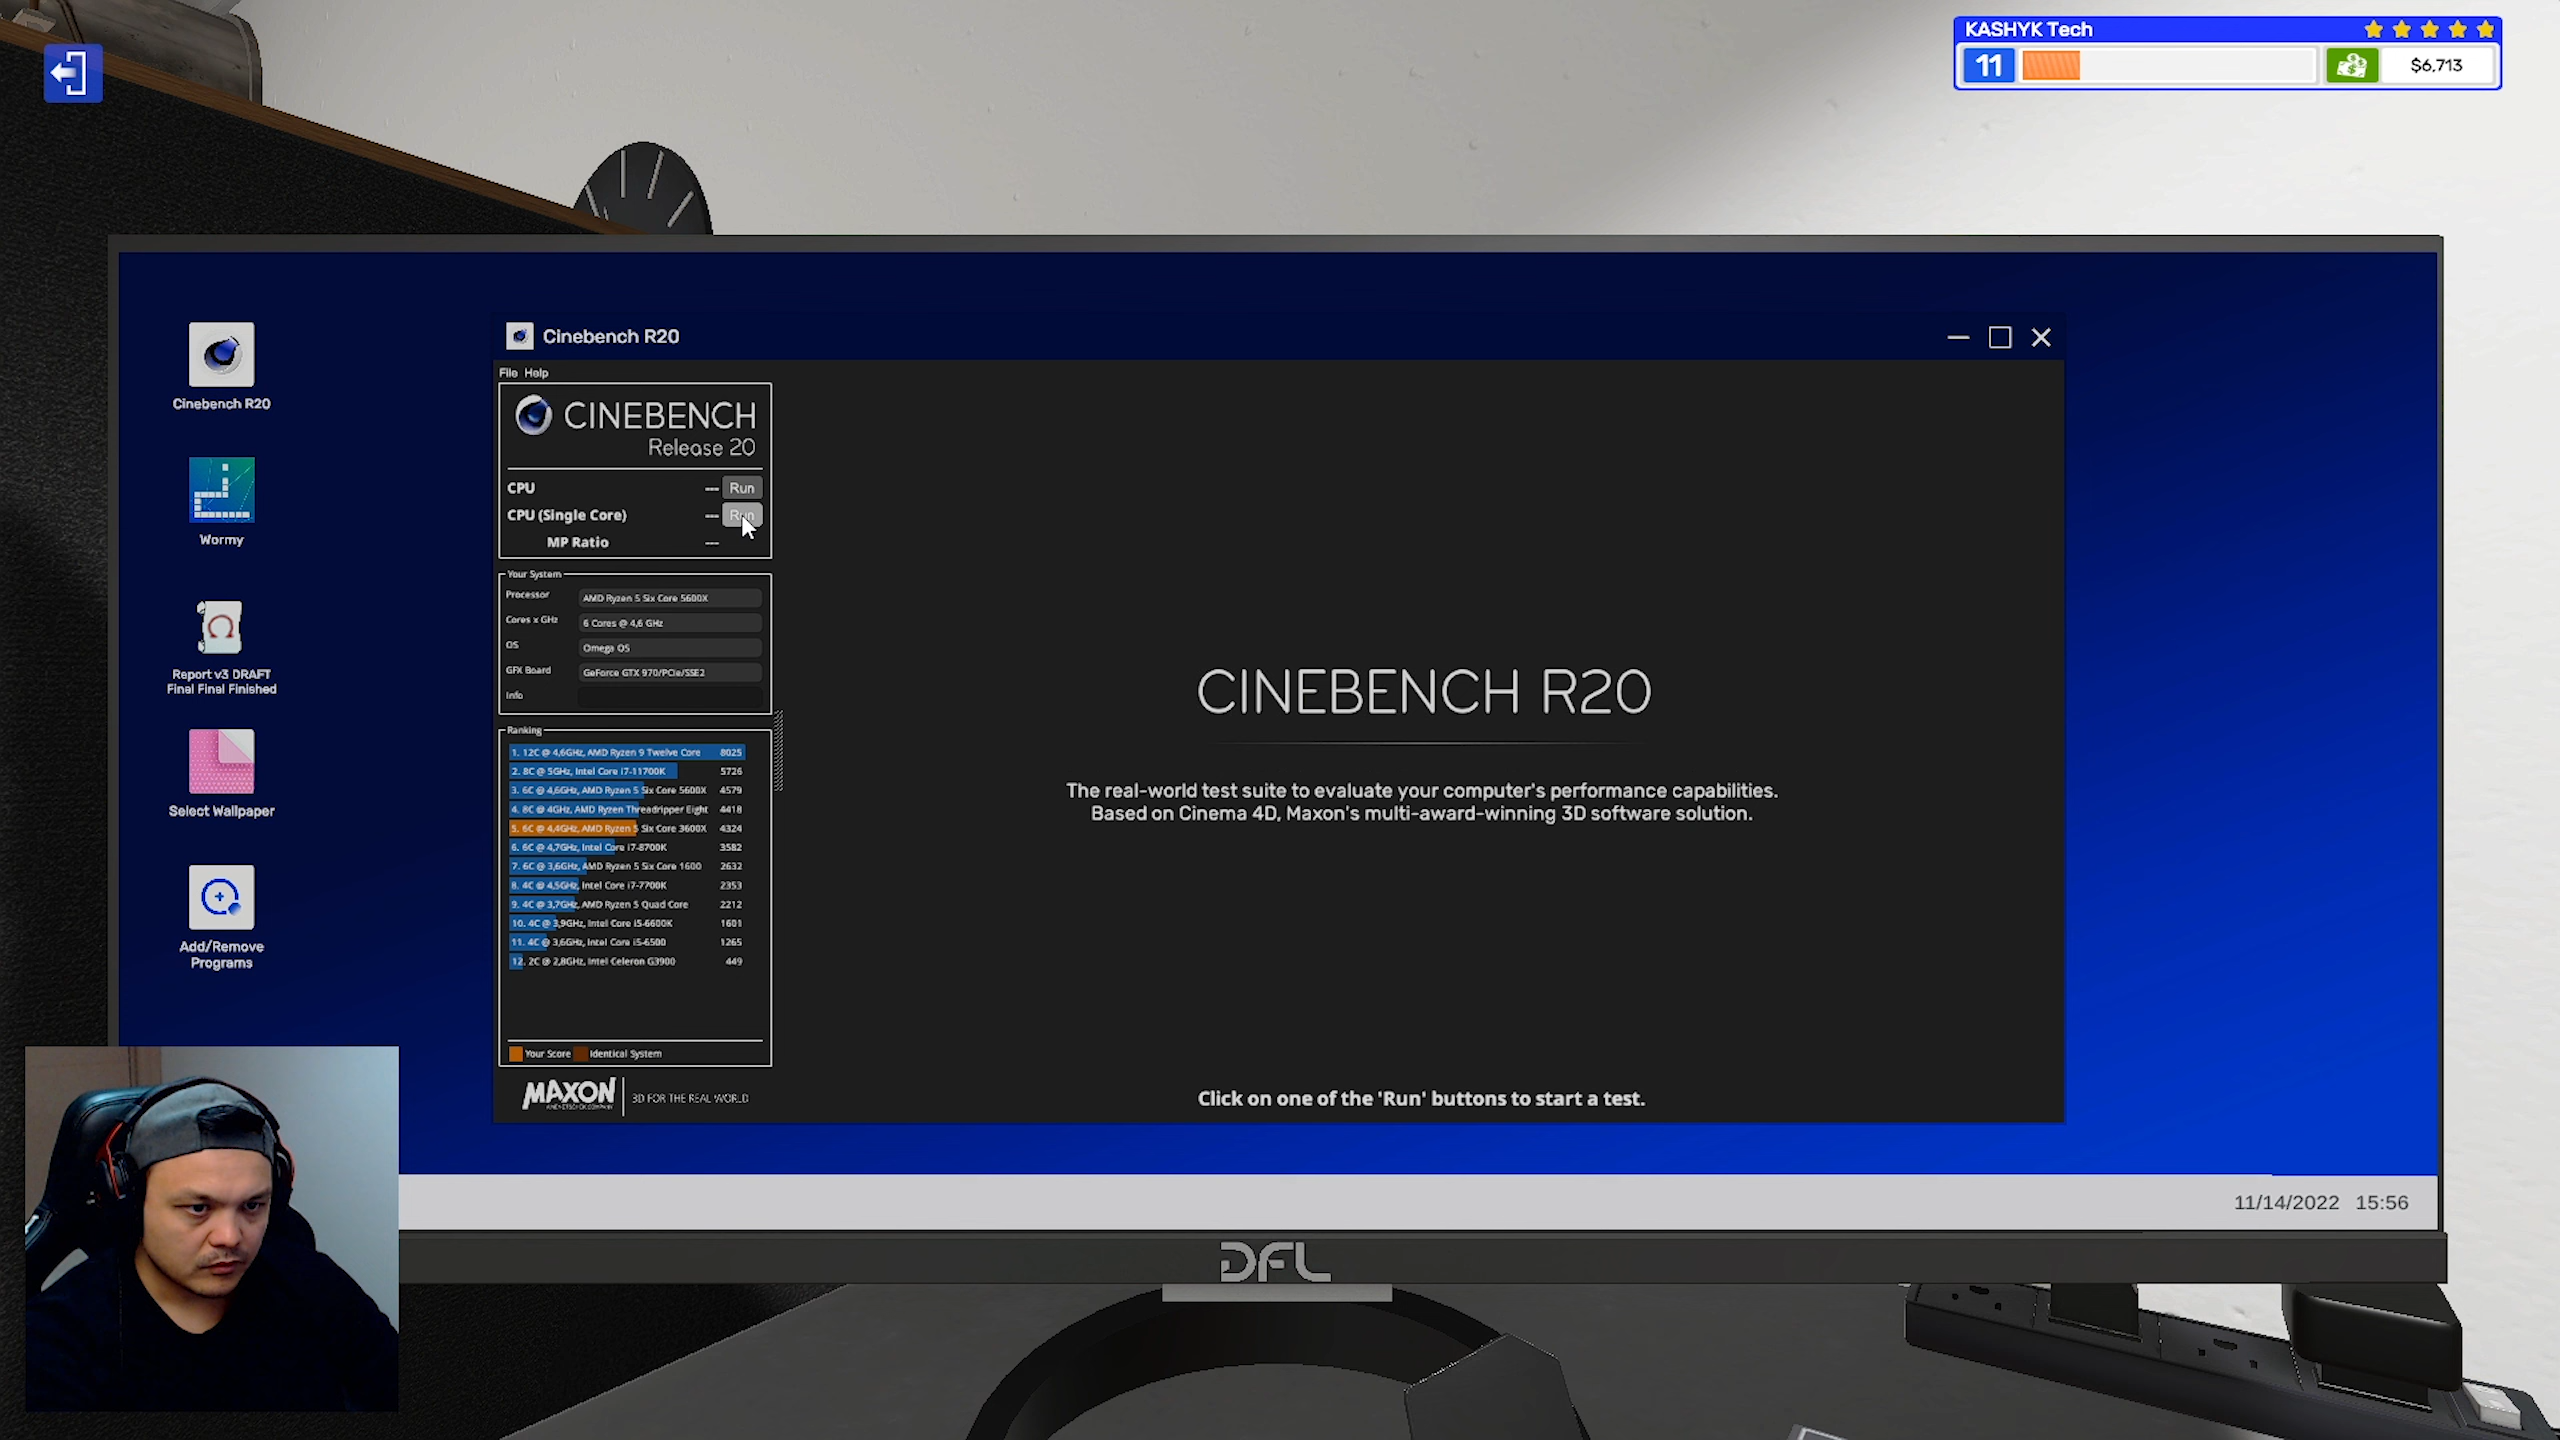 KASHYK Tech
11
$6,713
Cinebench R20
Wormy
Report v3 DRAFT
Final Final Finished
Select Wallpaper
Add/Remove
Programs
Cinebench R20
File Help
CINEBENCH
Release 20
CPU --- Run
CPU (Single Core) --- Run
MP Ratio ---
Your System
Processor AMD Ryzen 5 Six Core 5600X
Cores x GHz 6 Cores @ 4,6 GHz
OS Omega OS
GFX Board GeForce GTX 970/PCIe/SSE2
Info
Ranking
1. 12C @ 4,6GHz, AMD Ryzen 9 Twelve Core 8025
2. 8C @ 5GHz, Intel Core i7-11700K 5726
3. 6C @ 4,6GHz, AMD Ryzen 5 Six Core 5600X 4579
4. 8C @ 4GHz, AMD Ryzen Threadripper Eight 4418
5. 6C @ 4,4GHz, AMD Ryzen 5 Six Core 3600X 4324
6. 6C @ 4,7GHz, Intel Core i7-8700K 3582
7. 6C @ 3,6GHz, AMD Ryzen 5 Six Core 1600 2632
8. 4C @ 4,5GHz, Intel Core i7-7700K 2353
9. 4C @ 3,7GHz, AMD Ryzen 5 Quad Core 2212
10. 4C @ 3,9GHz, Intel Core i5-6600K 1601
11. 4C @ 3,6GHz, Intel Core i5-6500 1265
12. 2C @ 2,8GHz, Intel Celeron G3900 449
Your Score Identical System
MAXON
3D FOR THE REAL WORLD
CINEBENCH R20
The real-world test suite to evaluate your computer's performance capabilities.
Based on Cinema 4D, Maxon's multi-award-winning 3D software solution.
Click on one of the 'Run' buttons to start a test.
11/14/2022 15:56
DFL